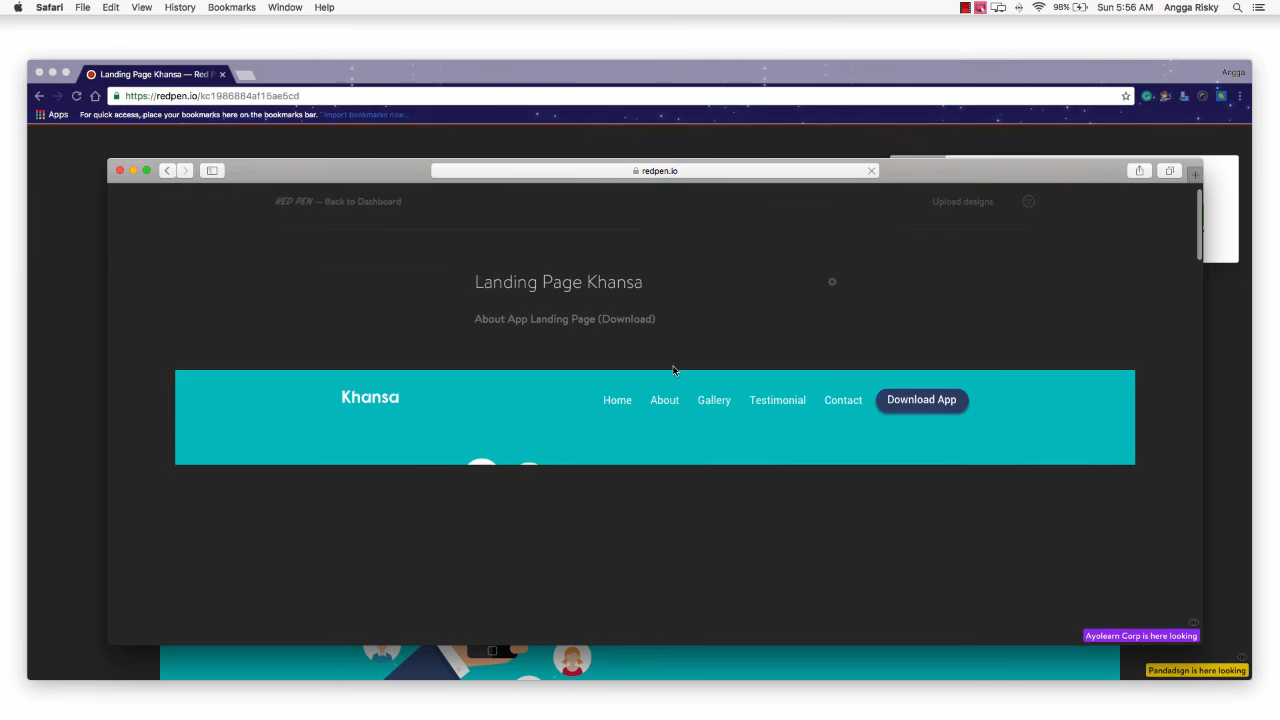 Safari File Edit View History Bookmarks Window Help
98% Sun 5:56 AM Angga Risky
Landing Page Khansa — Red P
Angga
https://redpen.io/kc1986884af15ae5cd
Apps For quick access, place your bookmarks here on the bookmarks bar. Import bookmarks now...
redpen.io
RED PEN — Back to Dashboard
Upload designs
Landing Page Khansa
About App Landing Page (Download)
Khansa
Home About Gallery Testimonial Contact Download App
Ayolearn Corp is here looking
Pandadsgn is here looking